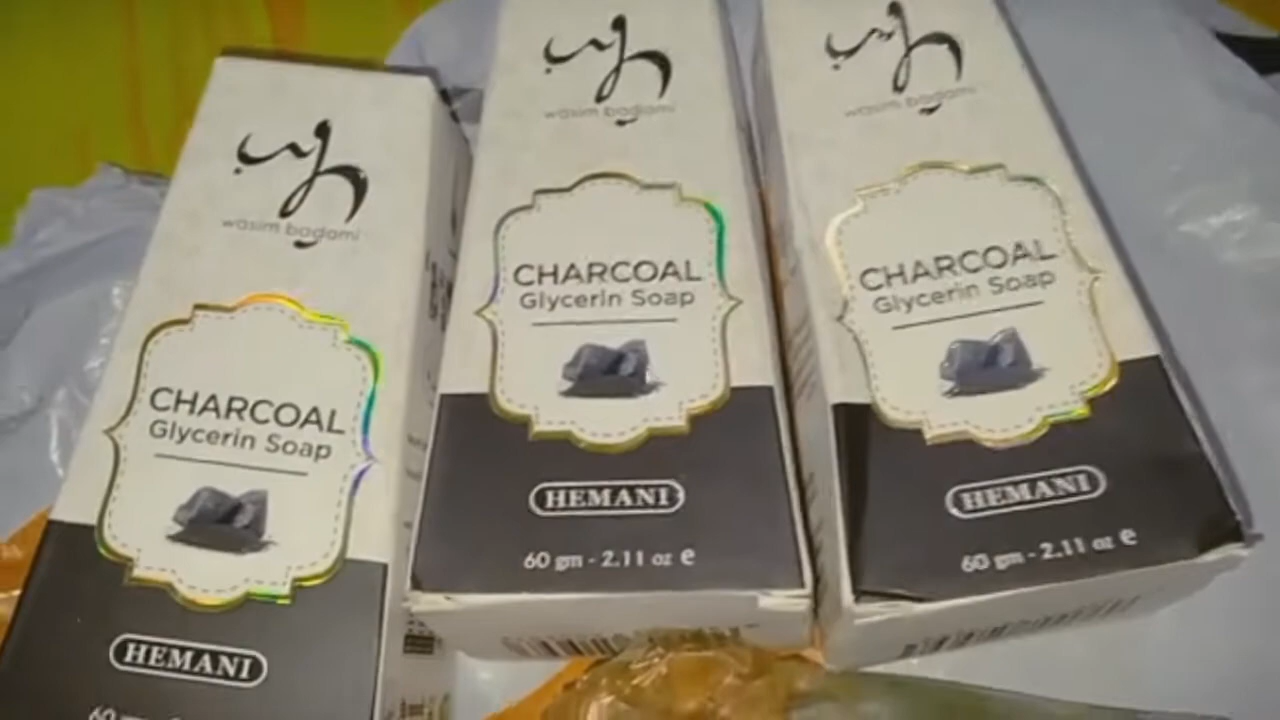 wasim badami
CHARCOAL
Glycerin Soap
HEMANI
wasim badami
CHARCOAL
Glycerin Soap
HEMANI
60 gm - 2.11 oz e
wasim badami
CHARCOAL
Glycerin Soap
HEMANI
60 gm - 2.11 oz e